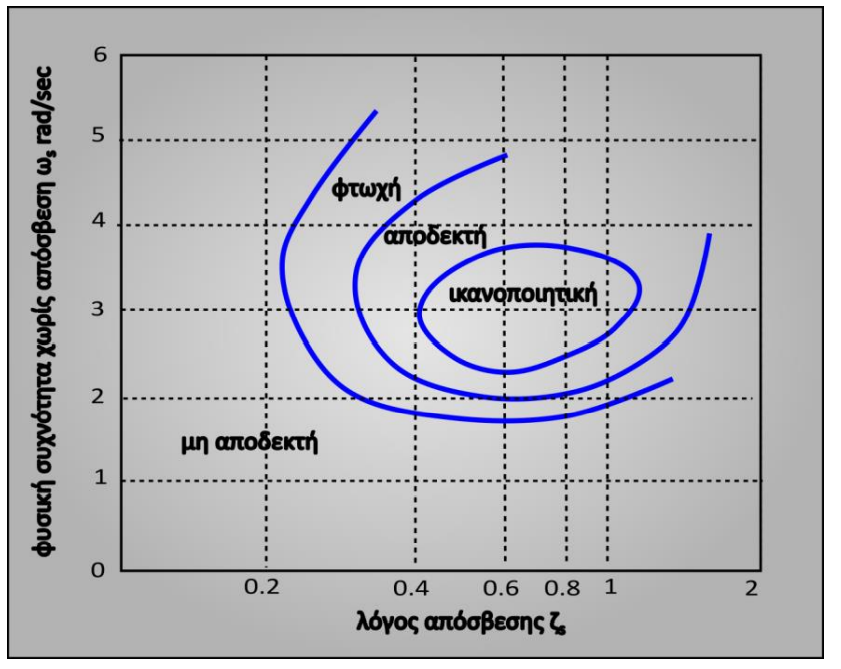 φυσική συχνότητα χωρίς απόσβεση ωₛ rad/sec
6
5
4
3
2
1
0
φτωχή
αποδεκτή
ικανοποιητική
μη αποδεκτή
0.2 0.4 0.6 0.8 1 2
λόγος απόσβεσης ζₛ